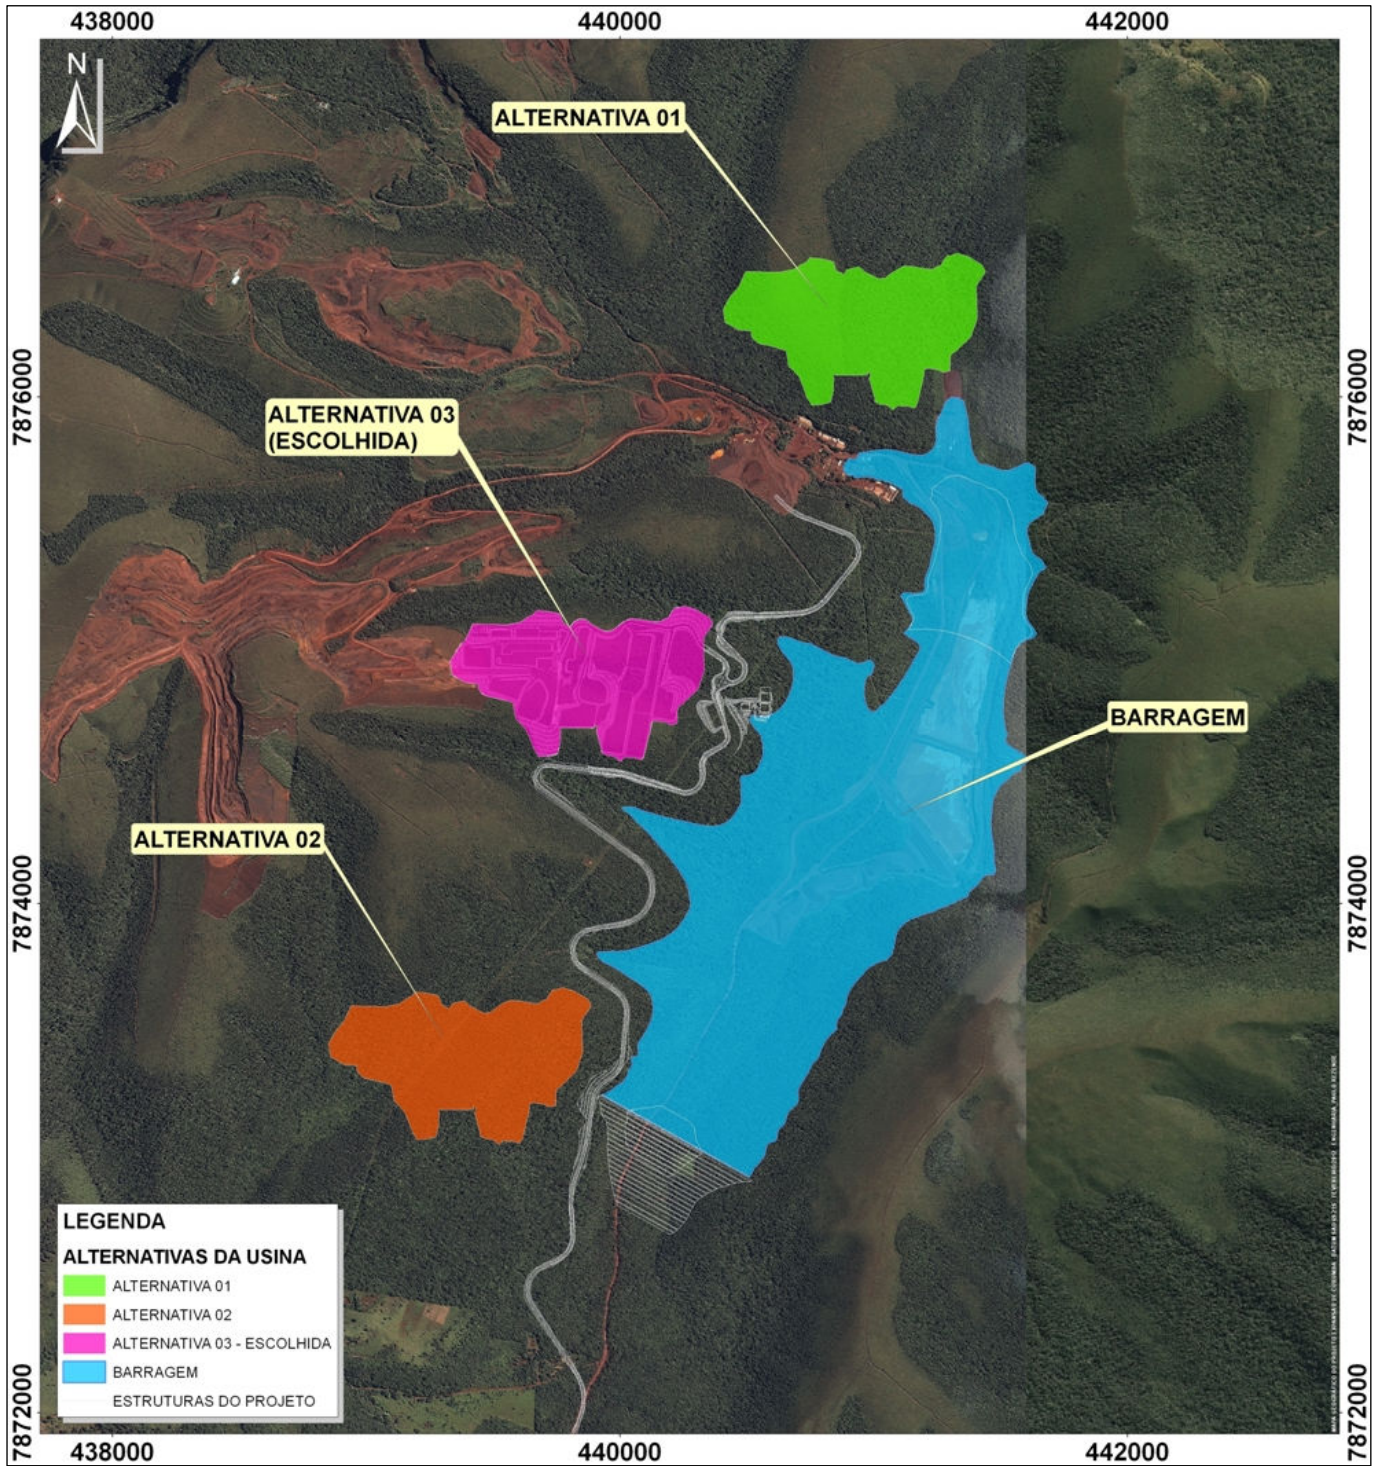 438000
440000
442000
N
ALTERNATIVA 01
7876000
7876000
ALTERNATIVA 03
(ESCOLHIDA)
BARRAGEM
ALTERNATIVA 02
7874000
7874000
LEGENDA
ALTERNATIVAS DA USINA
ALTERNATIVA 01
ALTERNATIVA 02
ALTERNATIVA 03 - ESCOLHIDA
BARRAGEM
ESTRUTURAS DO PROJETO
7872000
7872000
438000
440000
442000